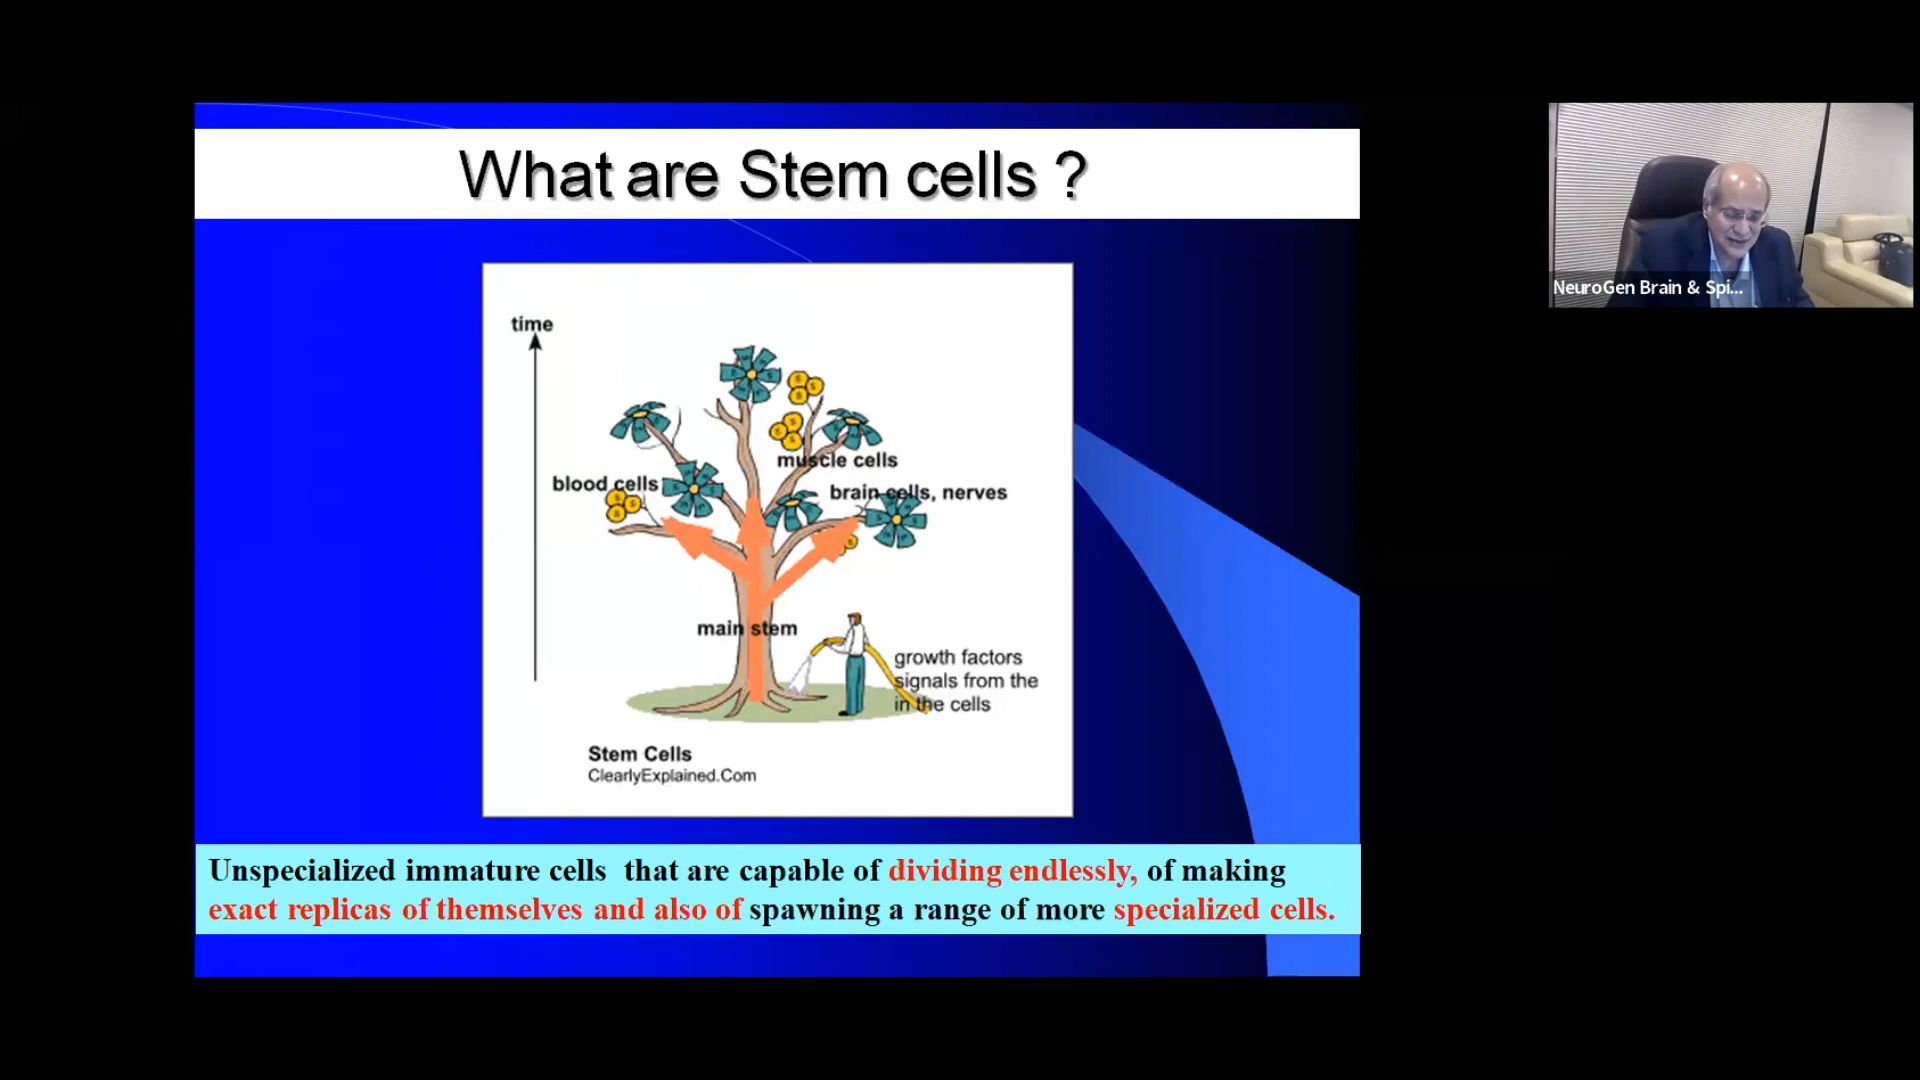 What are Stem cells ?
NeuroGen Brain & Spi...
time
muscle cells
blood cells
brain cells, nerves
main stem
growth factors
signals from the
in the cells
Stem Cells
ClearlyExplained.Com
Unspecialized immature cells that are capable of dividing endlessly, of making
exact replicas of themselves and also of spawning a range of more specialized cells.